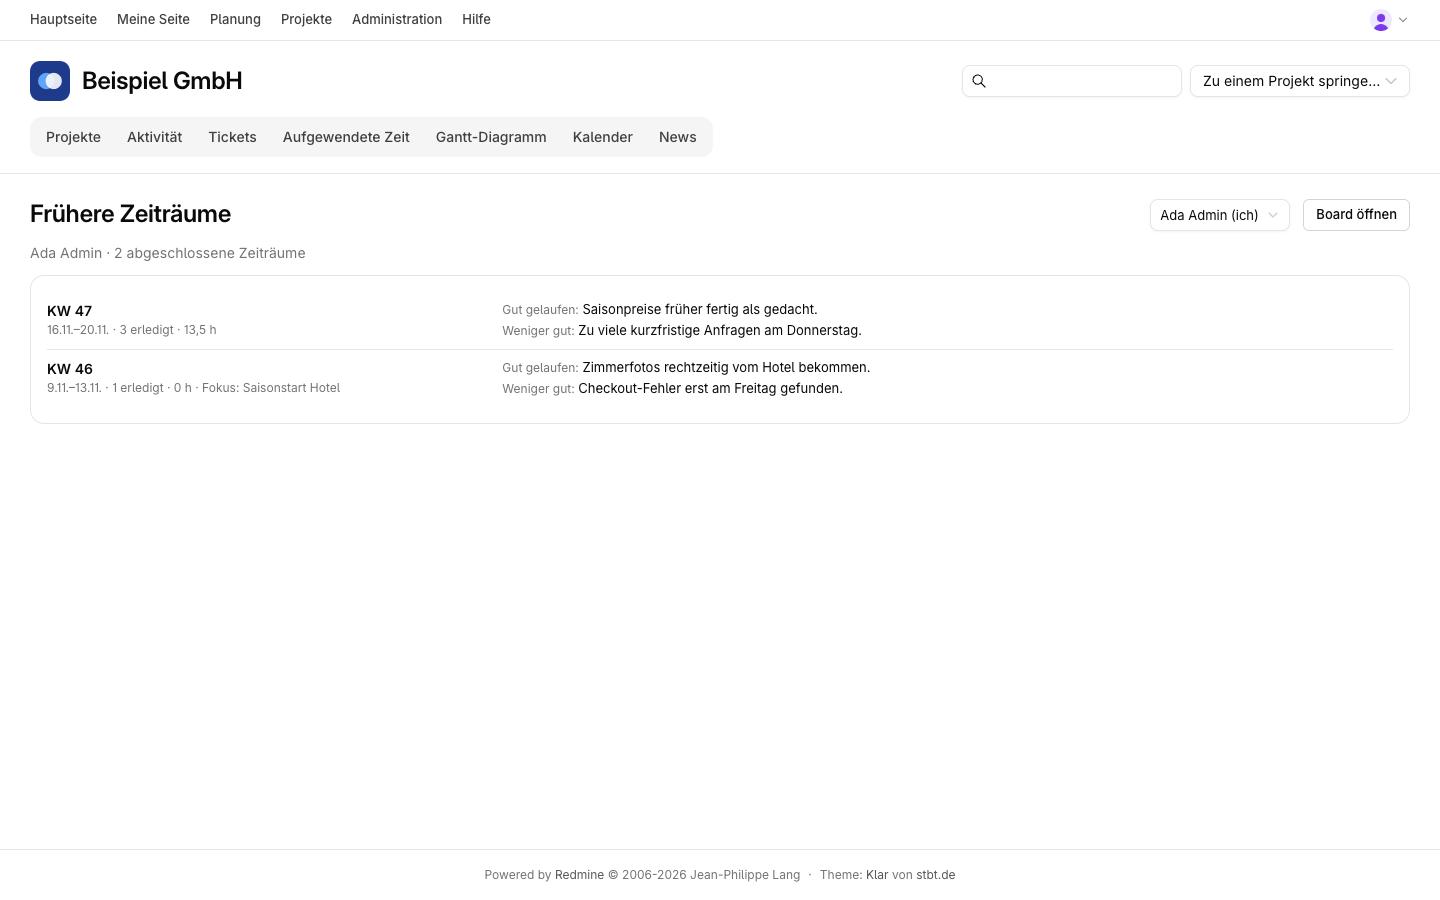 Hauptseite Meine Seite Planung Projekte Administration Hilfe
Beispiel GmbH
Zu einem Projekt springe...
Projekte Aktivität Tickets Aufgewendete Zeit Gantt-Diagramm Kalender News
Frühere Zeiträume
Ada Admin (ich)
Board öffnen
Ada Admin · 2 abgeschlossene Zeiträume
KW 47
16.11.–20.11. · 3 erledigt · 13,5 h
Gut gelaufen: Saisonpreise früher fertig als gedacht.
Weniger gut: Zu viele kurzfristige Anfragen am Donnerstag.
KW 46
9.11.–13.11. · 1 erledigt · 0 h · Fokus: Saisonstart Hotel
Gut gelaufen: Zimmerfotos rechtzeitig vom Hotel bekommen.
Weniger gut: Checkout-Fehler erst am Freitag gefunden.
Powered by Redmine © 2006-2026 Jean-Philippe Lang · Theme: Klar von stbt.de